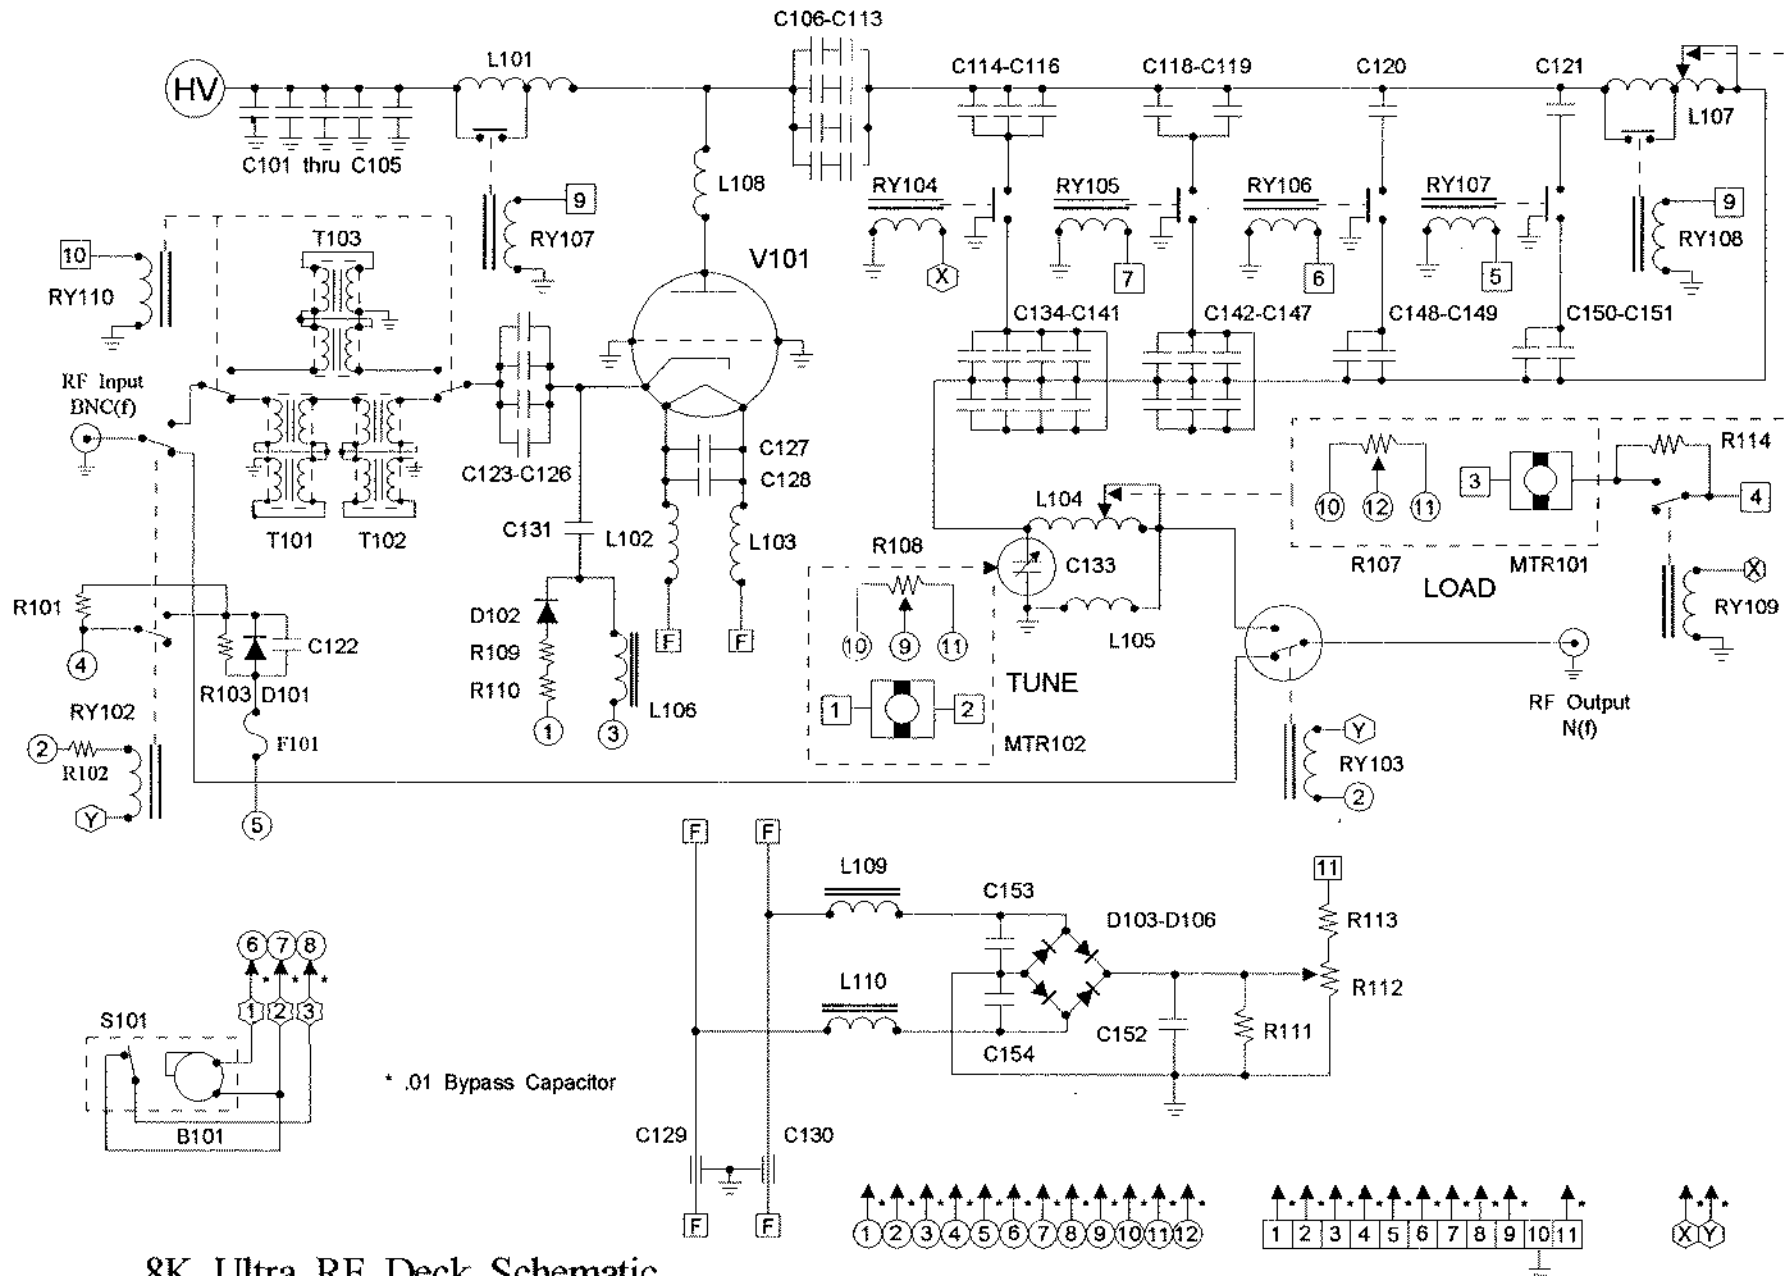 C106-C113
HV
L101
C114-C116
C118-C119
C120
C121
L107
C101 thru C105
L108
RY104
RY105
RY106
RY107
9
RY107
9
RY108
T103
10
RY110
V101
X
7
6
5
C134-C141
C142-C147
C148-C149
C150-C151
RF Input
BNC(f)
C123-C126
C127
C128
R114
3
4
10
12
11
T101
T102
C131
L102
L103
L104
R108
C133
R107
MTR101
LOAD
X
RY109
R101
4
C122
R103
D101
D102
R109
R110
F
F
L106
1
3
10
9
11
L105
TUNE
1
2
MTR102
RF Output
N(f)
RY102
2
R102
F101
Y
5
Y
RY103
2
F
F
L109
C153
D103-D106
11
R113
R112
L110
C154
C152
R111
6 7 8
* * *
1 2 3
S101
B101
* .01 Bypass Capacitor
C129
C130
F
F
* * * * * * * * * * * *
1 2 3 4 5 6 7 8 9 10 11 12
* * * * * * * * * *
1 2 3 4 5 6 7 8 9 10 11
* *
X Y
8K Ultra RF Deck Schematic